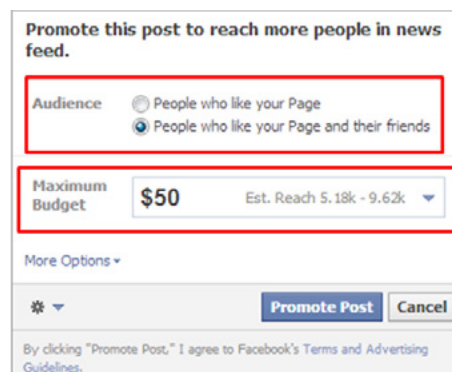 Promote this post to reach more people in news
feed.
Audience
People who like your Page
People who like your Page and their friends
Maximum
Budget
$50 Est. Reach 5.18k - 9.62k
More Options
Promote Post Cancel
By clicking "Promote Post," I agree to Facebook's Terms and Advertising
Guidelines.